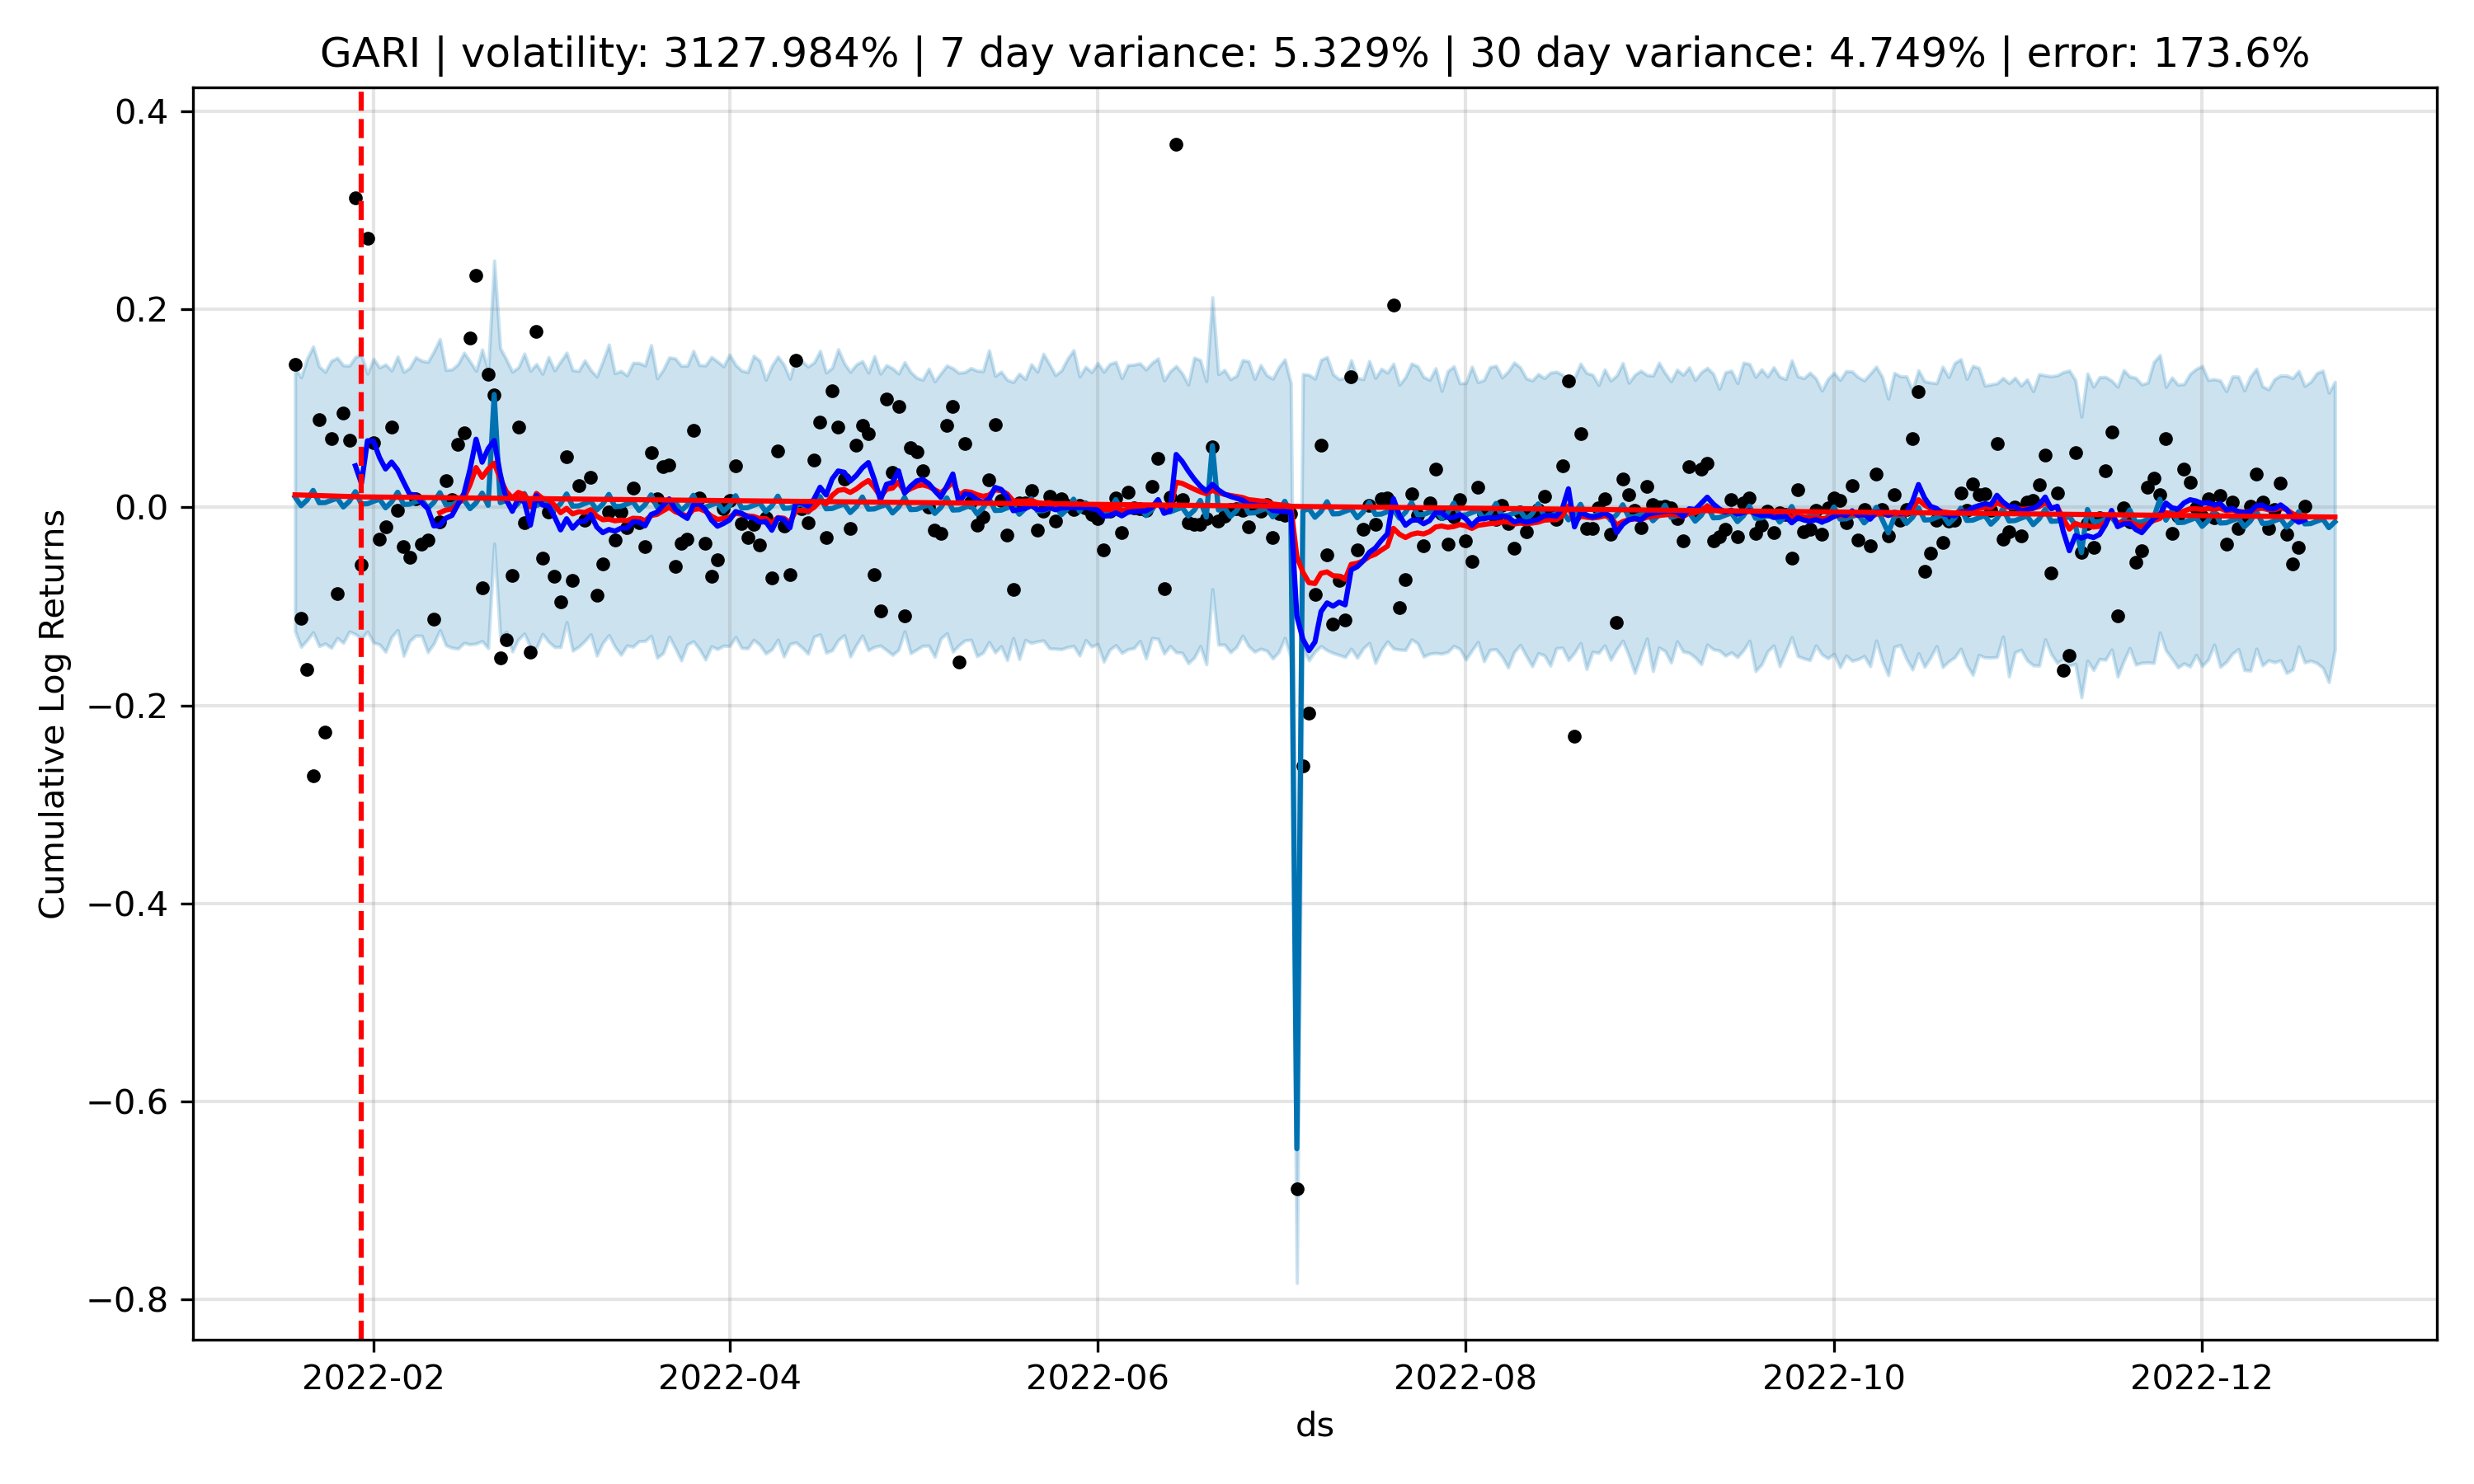 GARI | volatility: 3127.984% | 7 day variance: 5.329% | 30 day variance: 4.749% | error: 173.6%
0.4
0.2
0.0
−0.2
−0.4
−0.6
−0.8
Cumulative Log Returns
2022-02 2022-04 2022-06 2022-08 2022-10 2022-12
ds